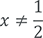 x ≠ 1/2